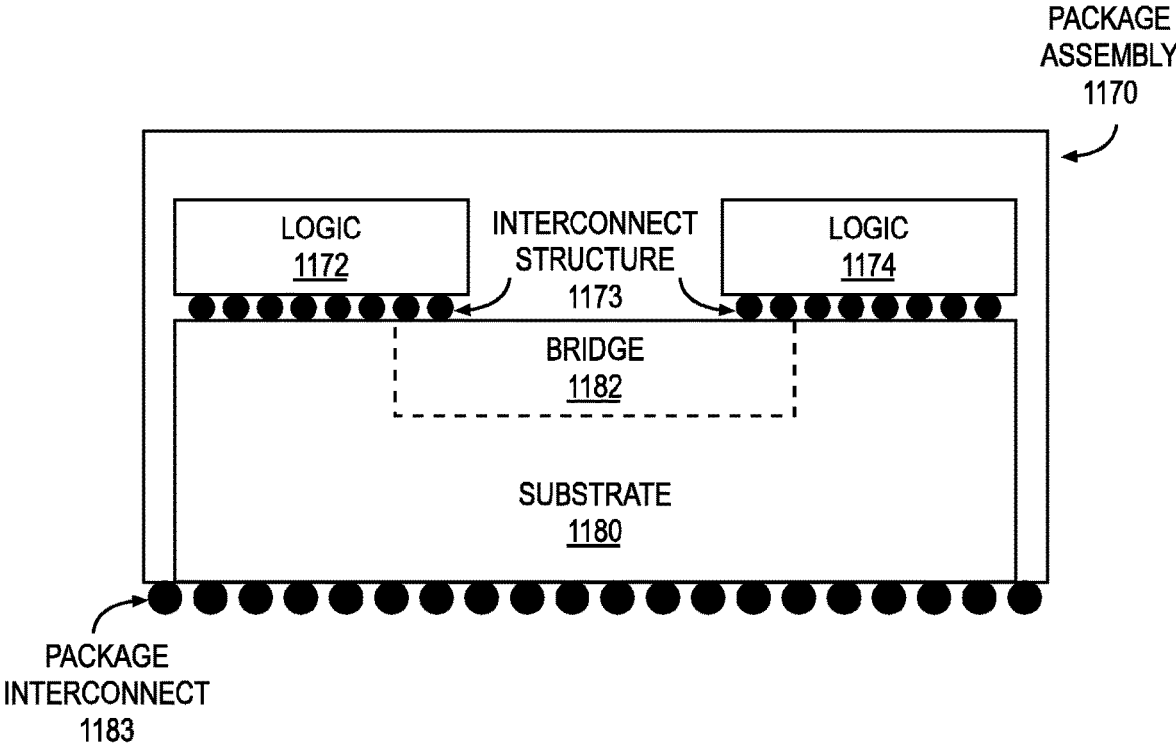 PACKAGE
ASSEMBLY
1170
LOGIC
1172
INTERCONNECT
STRUCTURE
1173
LOGIC
1174
BRIDGE
1182
SUBSTRATE
1180
PACKAGE
INTERCONNECT
1183